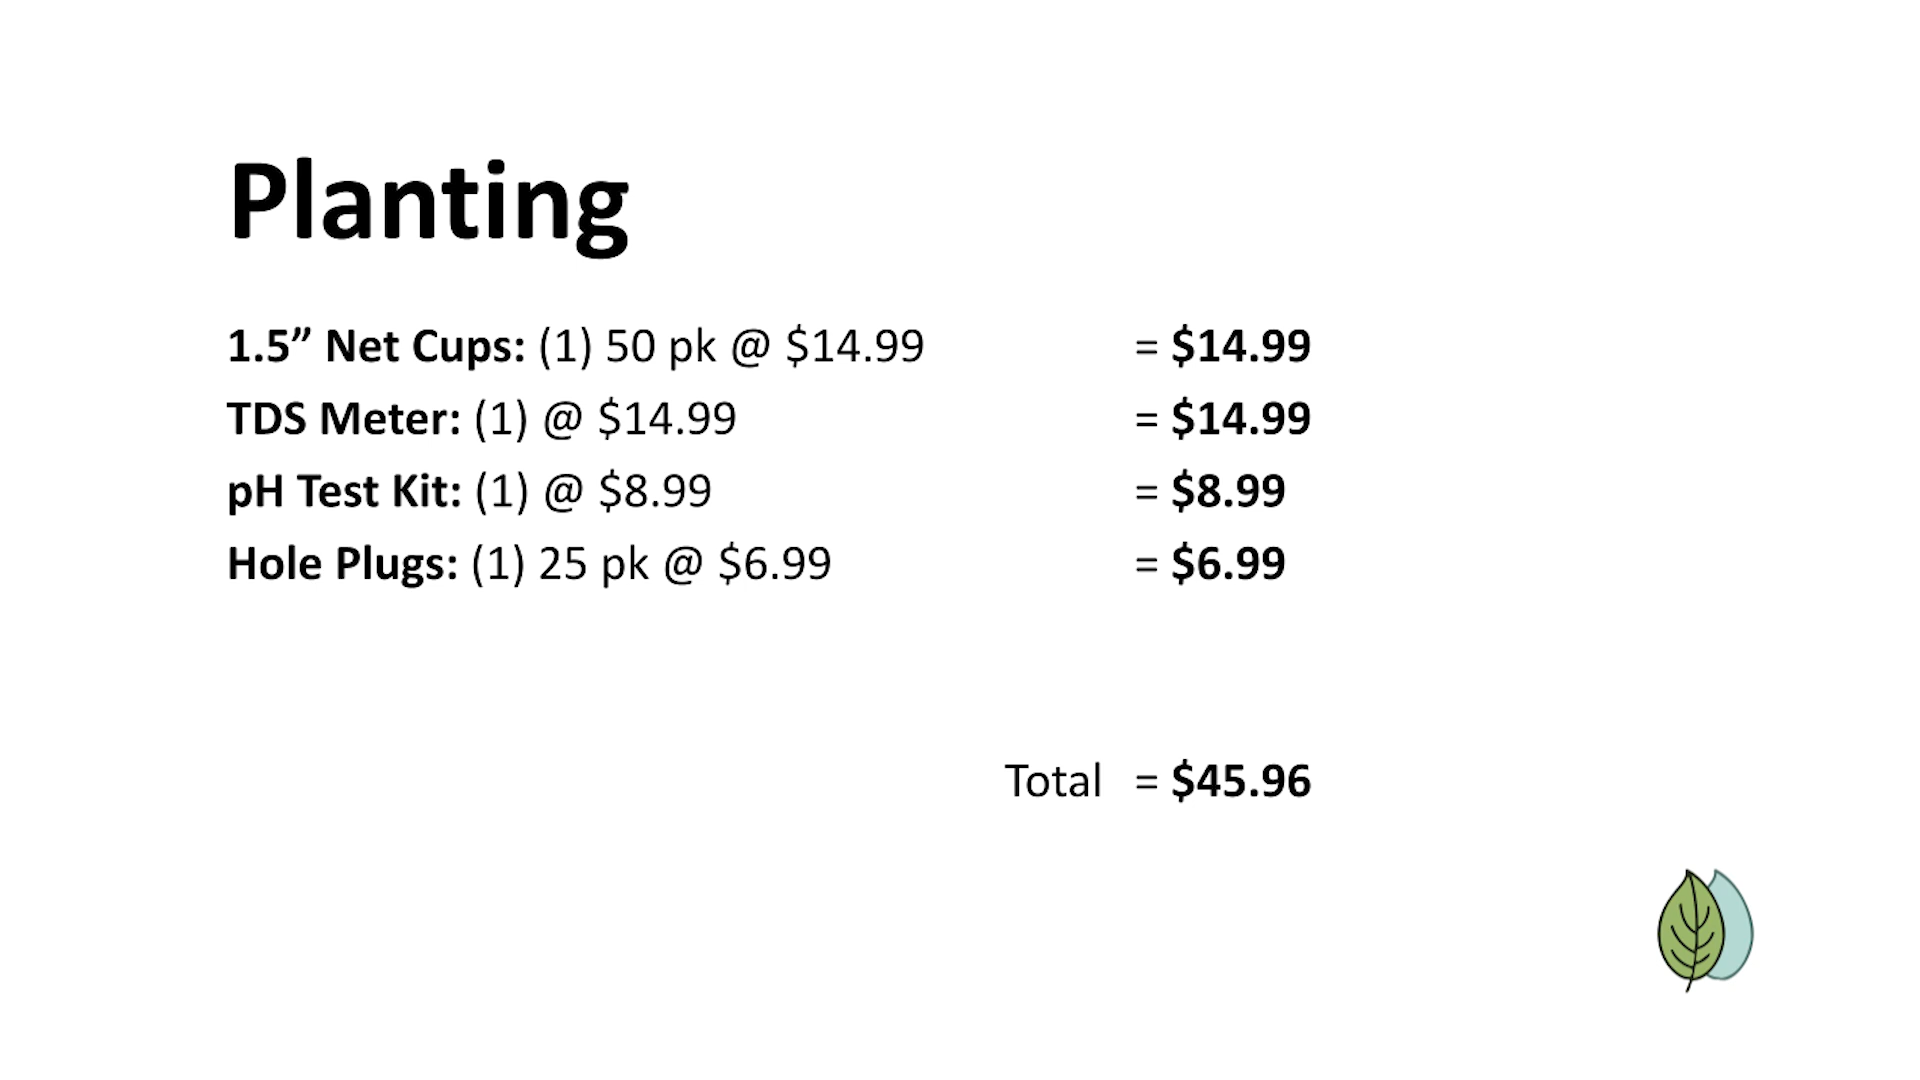 Planting
1.5” Net Cups: (1) 50 pk @ $14.99 = $14.99
TDS Meter: (1) @ $14.99 = $14.99
pH Test Kit: (1) @ $8.99 = $8.99
Hole Plugs: (1) 25 pk @ $6.99 = $6.99
Total = $45.96